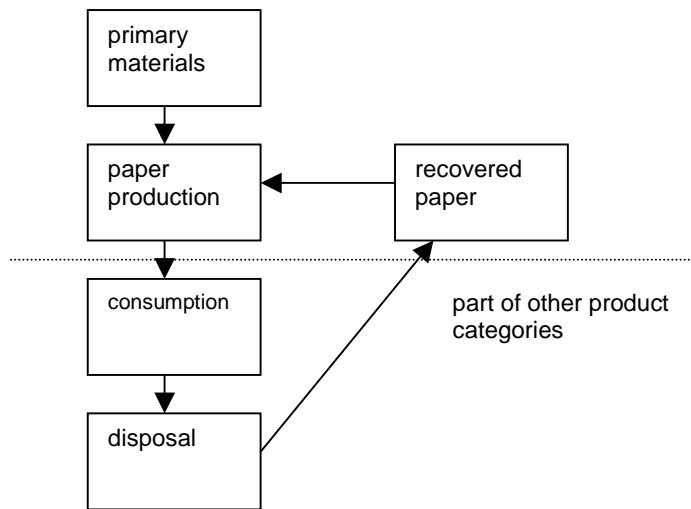 primary
materials
paper
production
recovered
paper
consumption
part of other product
categories
disposal